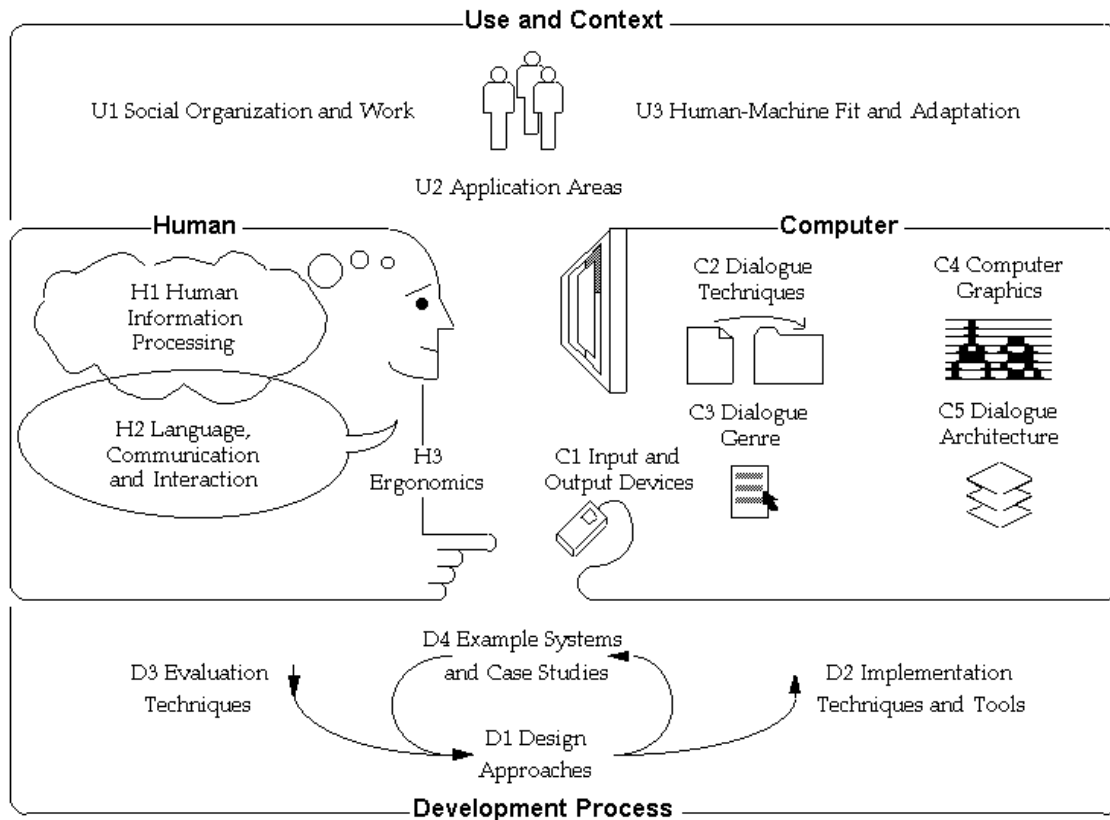 Use and Context
U1 Social Organization and Work
U3 Human-Machine Fit and Adaptation
U2 Application Areas
Human
H1 Human
Information
Processing
H2 Language,
Communication
and Interaction
H3
Ergonomics
Computer
C1 Input and
Output Devices
C2 Dialogue
Techniques
C3 Dialogue
Genre
C4 Computer
Graphics
C5 Dialogue
Architecture
D3 Evaluation
Techniques
D4 Example Systems
and Case Studies
D1 Design
Approaches
D2 Implementation
Techniques and Tools
Development Process